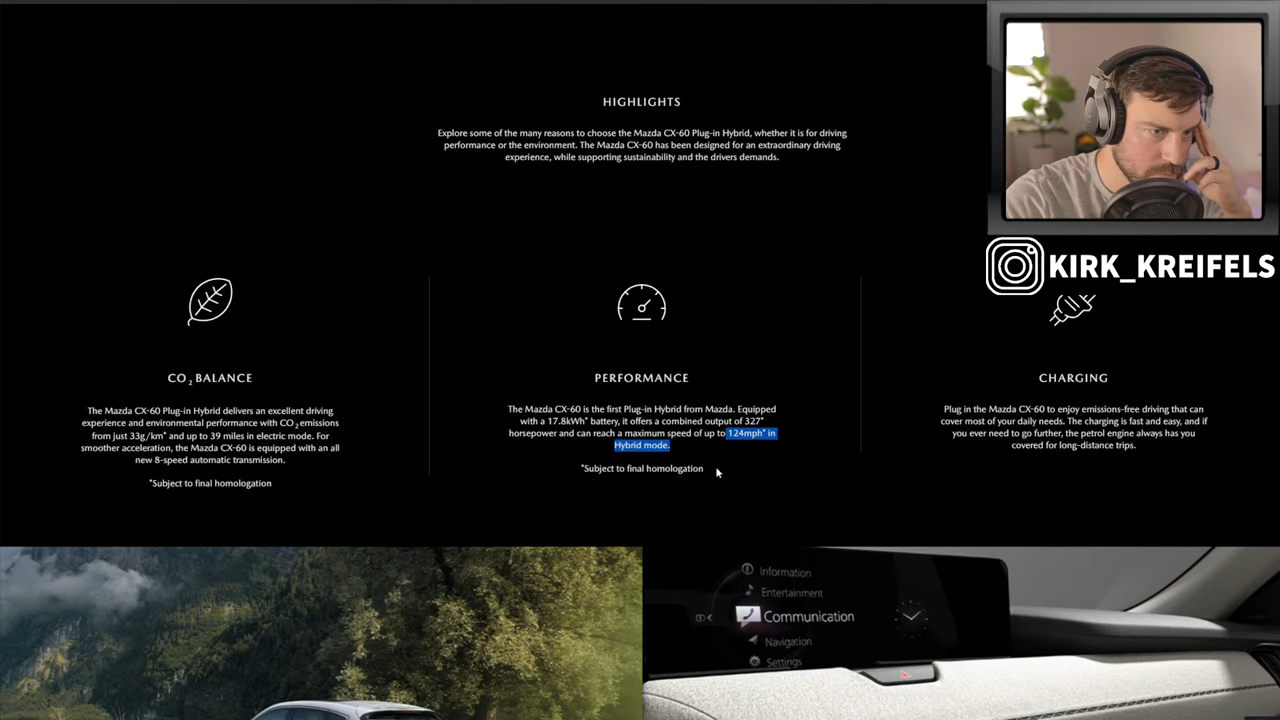 HIGHLIGHTS
Explore some of the many reasons to choose the Mazda CX-60 Plug-in Hybrid, whether it is for driving
performance or the environment. The Mazda CX-60 has been designed for an extraordinary driving
experience, while supporting sustainability and the drivers demands.
KIRK_KREIFELS
CO2 BALANCE
The Mazda CX-60 Plug-in Hybrid delivers an excellent driving
experience and environmental performance with CO2 emissions
from just 33g/km* and up to 39 miles in electric mode. For
smoother acceleration, the Mazda CX-60 is equipped with an all
new 8-speed automatic transmission.
*Subject to final homologation
PERFORMANCE
The Mazda CX-60 is the first Plug-in Hybrid from Mazda. Equipped
with a 17.8kWh* battery, it offers a combined output of 327*
horsepower and can reach a maximum speed of up to 124mph* in
Hybrid mode.
*Subject to final homologation
CHARGING
Plug in the Mazda CX-60 to enjoy emissions-free driving that can
cover most of your daily needs. The charging is fast and easy, and if
you ever need to go further, the petrol engine always has you
covered for long-distance trips.
Information
Entertainment
Communication
Navigation
Settings